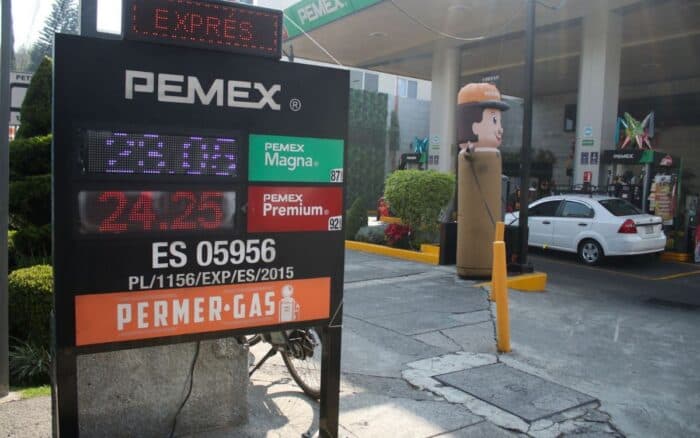 EXPRÉS
PEMEX
PEMEX ®
PEMEX
Magna
87
24.25
PEMEX
Premium
92
ES 05956
PL/1156/EXP/ES/2015
PERMER-GAS
PEMEX